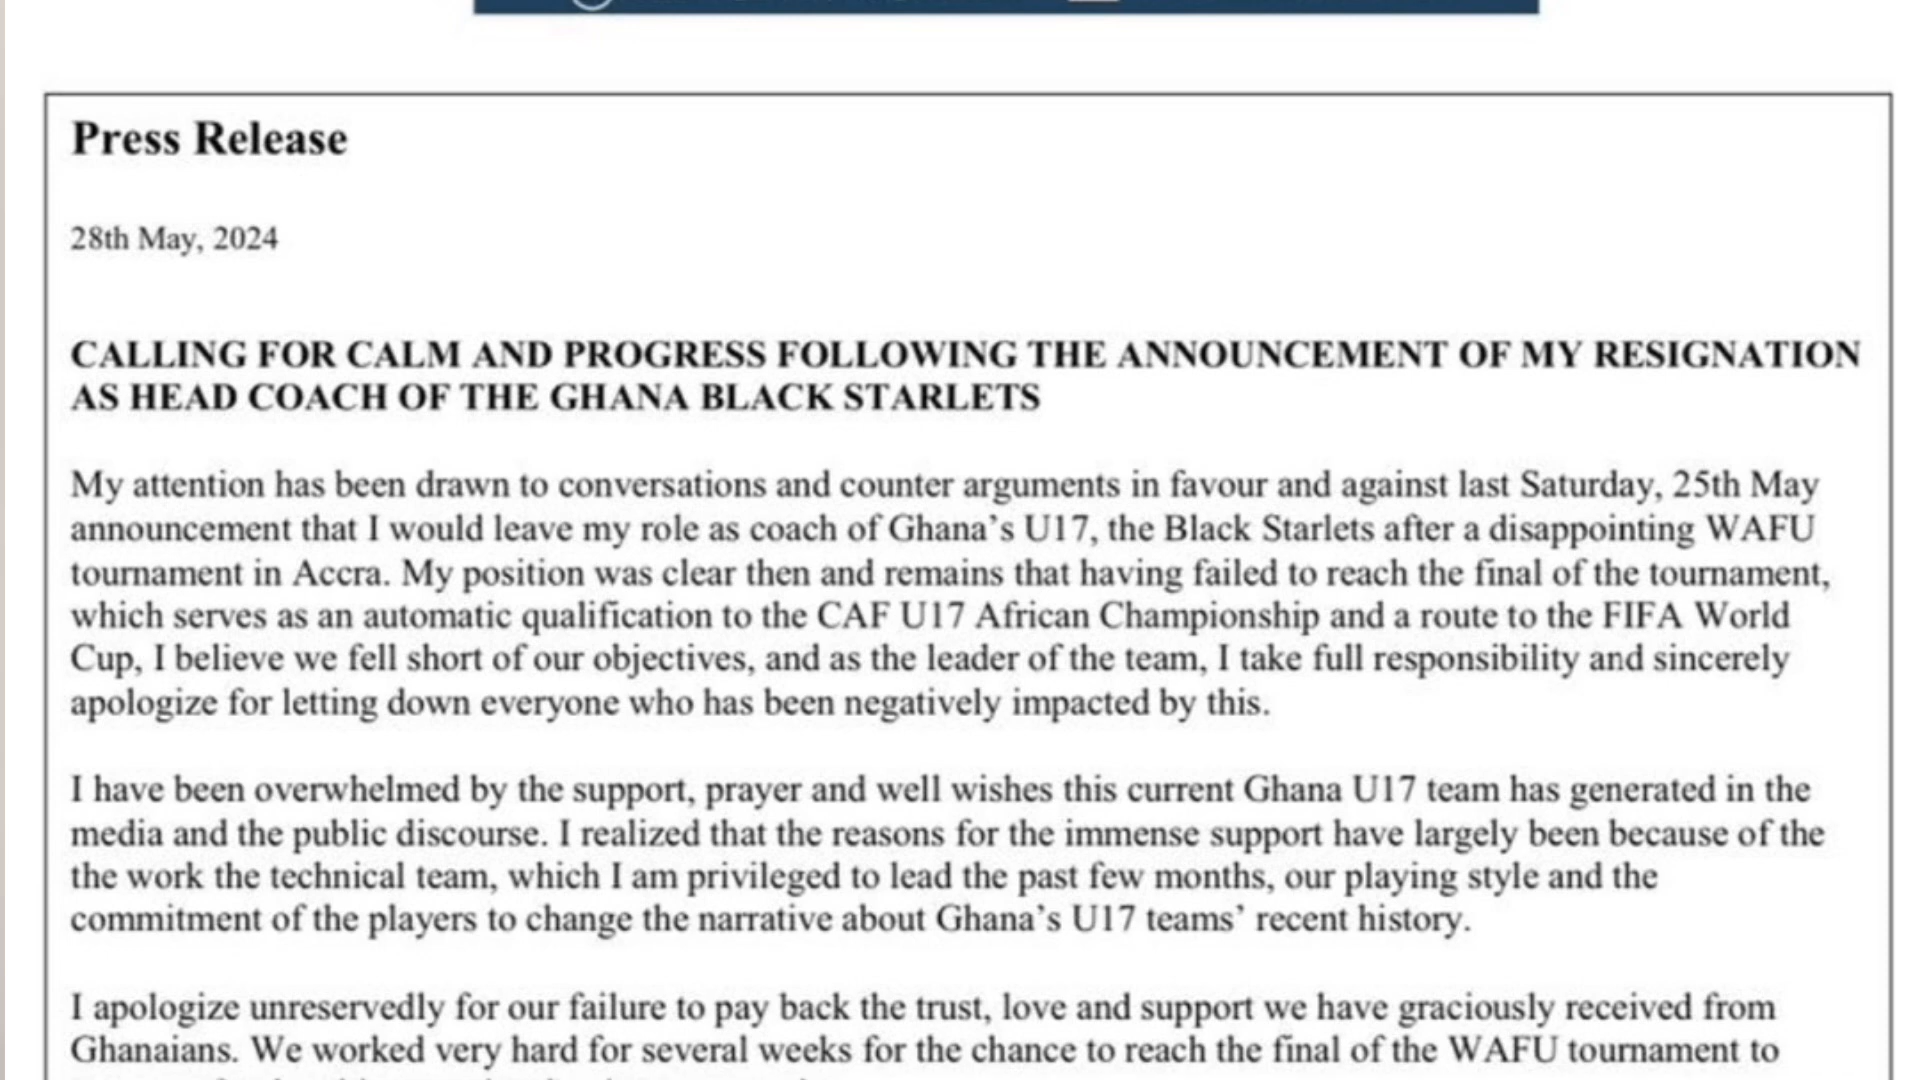 Press Release
28th May, 2024
CALLING FOR CALM AND PROGRESS FOLLOWING THE ANNOUNCEMENT OF MY RESIGNATION
AS HEAD COACH OF THE GHANA BLACK STARLETS
My attention has been drawn to conversations and counter arguments in favour and against last Saturday, 25th May
announcement that I would leave my role as coach of Ghana’s U17, the Black Starlets after a disappointing WAFU
tournament in Accra. My position was clear then and remains that having failed to reach the final of the tournament,
which serves as an automatic qualification to the CAF U17 African Championship and a route to the FIFA World
Cup, I believe we fell short of our objectives, and as the leader of the team, I take full responsibility and sincerely
apologize for letting down everyone who has been negatively impacted by this.
I have been overwhelmed by the support, prayer and well wishes this current Ghana U17 team has generated in the
media and the public discourse. I realized that the reasons for the immense support have largely been because of the
the work the technical team, which I am privileged to lead the past few months, our playing style and the
commitment of the players to change the narrative about Ghana’s U17 teams’ recent history.
I apologize unreservedly for our failure to pay back the trust, love and support we have graciously received from
Ghanaians. We worked very hard for several weeks for the chance to reach the final of the WAFU tournament to